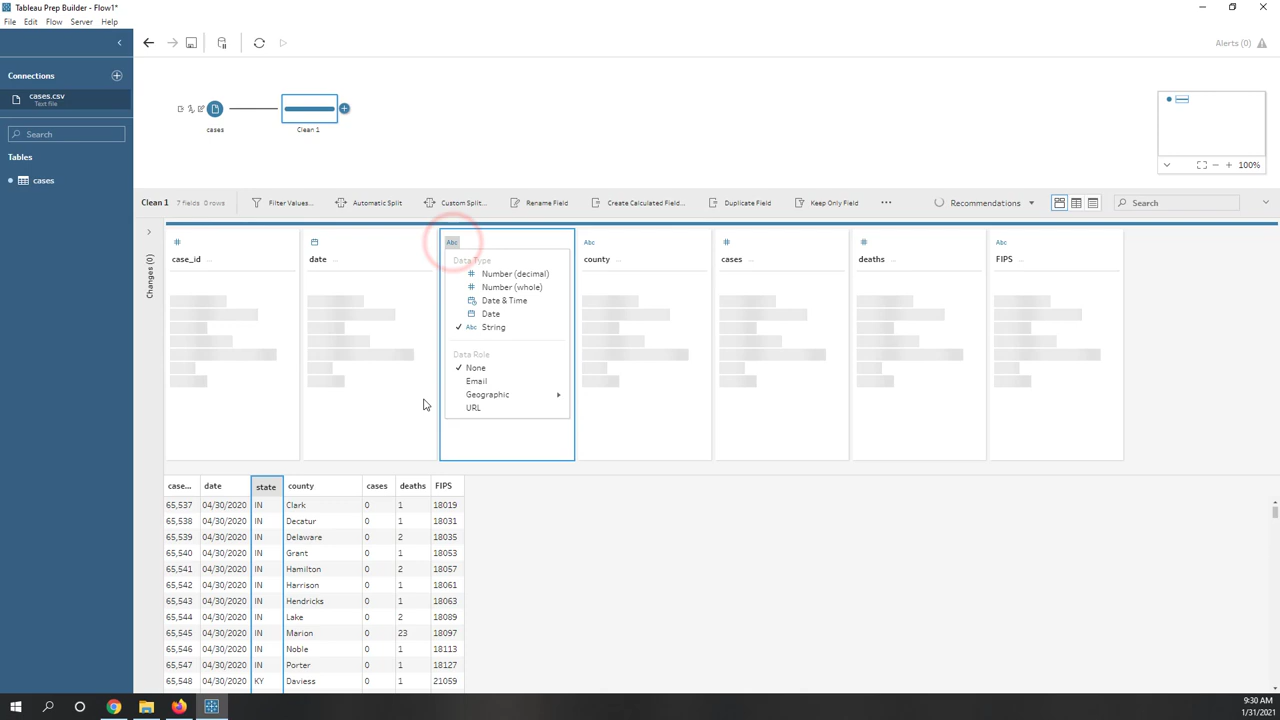 Tableau Prep Builder - Flow1*
File Edit Flow Server Help
Alerts (0)
Connections
cases.csv
Text file
Search
Tables
cases
cases
Clean 1
100%
Clean 1 7 fields 0 rows Filter Values... Automatic Split Custom Split... Rename Field Create Calculated Field... Duplicate Field Keep Only Field ... Recommendations Search
Changes (0)
# case_id ...
date ...
Abc
Data Type
# Number (decimal)
# Number (whole)
Date & Time
Date
✓ Abc String
Data Role
✓ None
Email
Geographic
URL
Abc county ...
# cases ...
# deaths ...
Abc FIPS ...
case... date state county cases deaths FIPS
65,537 04/30/2020 IN Clark 0 1 18019
65,538 04/30/2020 IN Decatur 0 1 18031
65,539 04/30/2020 IN Delaware 0 2 18035
65,540 04/30/2020 IN Grant 0 1 18053
65,541 04/30/2020 IN Hamilton 0 2 18057
65,542 04/30/2020 IN Harrison 0 1 18061
65,543 04/30/2020 IN Hendricks 0 1 18063
65,544 04/30/2020 IN Lake 0 2 18089
65,545 04/30/2020 IN Marion 0 23 18097
65,546 04/30/2020 IN Noble 0 1 18113
65,547 04/30/2020 IN Porter 0 1 18127
65,548 04/30/2020 KY Daviess 0 1 21059
9:30 AM
1/31/2021